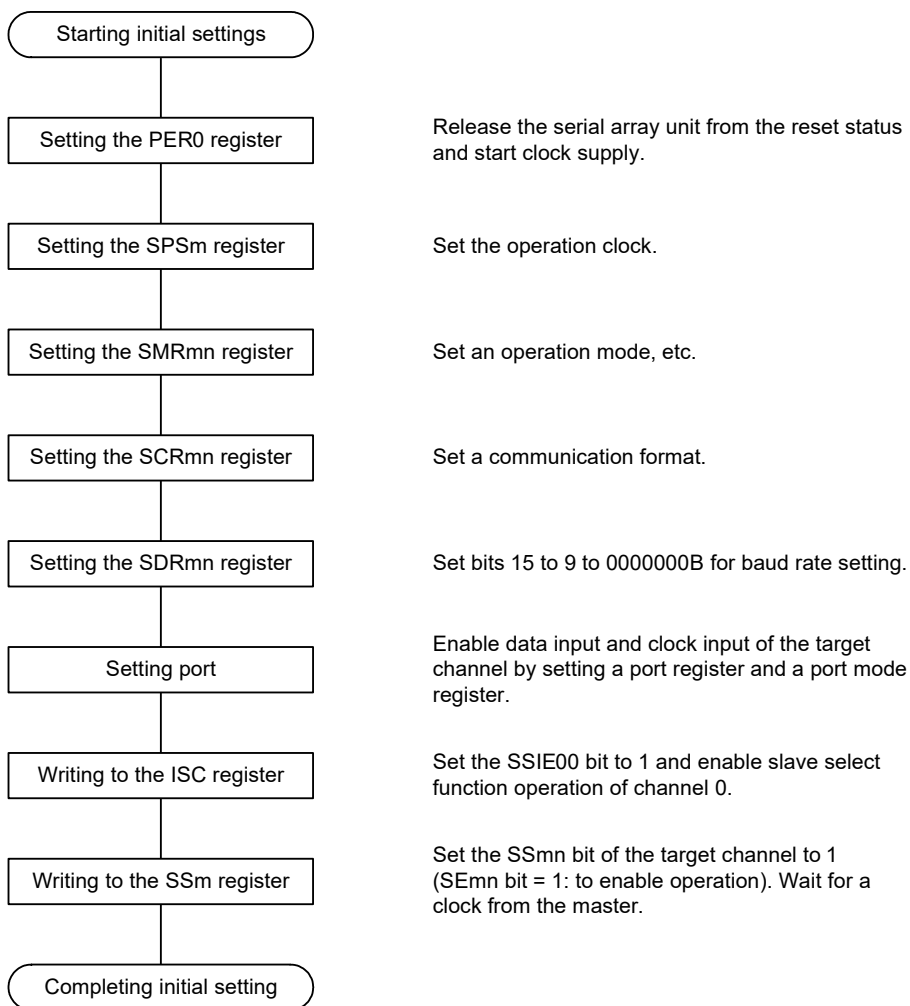 Starting initial settings
Setting the PER0 register
Release the serial array unit from the reset status
and start clock supply.
Setting the SPSm register
Set the operation clock.
Setting the SMRmn register
Set an operation mode, etc.
Setting the SCRmn register
Set a communication format.
Setting the SDRmn register
Set bits 15 to 9 to 0000000B for baud rate setting.
Setting port
Enable data input and clock input of the target
channel by setting a port register and a port mode
register.
Writing to the ISC register
Set the SSIE00 bit to 1 and enable slave select
function operation of channel 0.
Writing to the SSm register
Set the SSmn bit of the target channel to 1
(SEmn bit = 1: to enable operation). Wait for a
clock from the master.
Completing initial setting